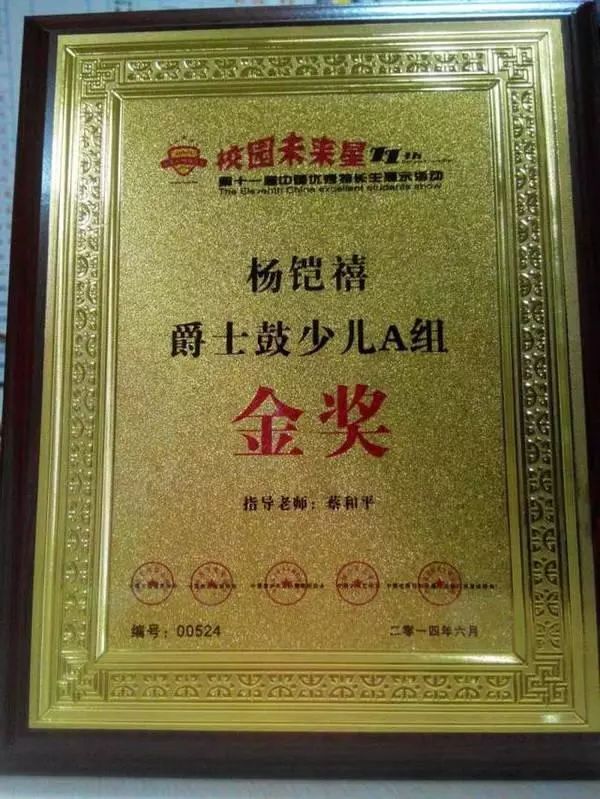 校园未来星 11th
第十一届中国优秀特长生展示活动
The Eleventh China excellent students show
杨铠禧
爵士鼓少儿A组
金奖
指导老师：蔡和平
编号：00524
二零一四年六月